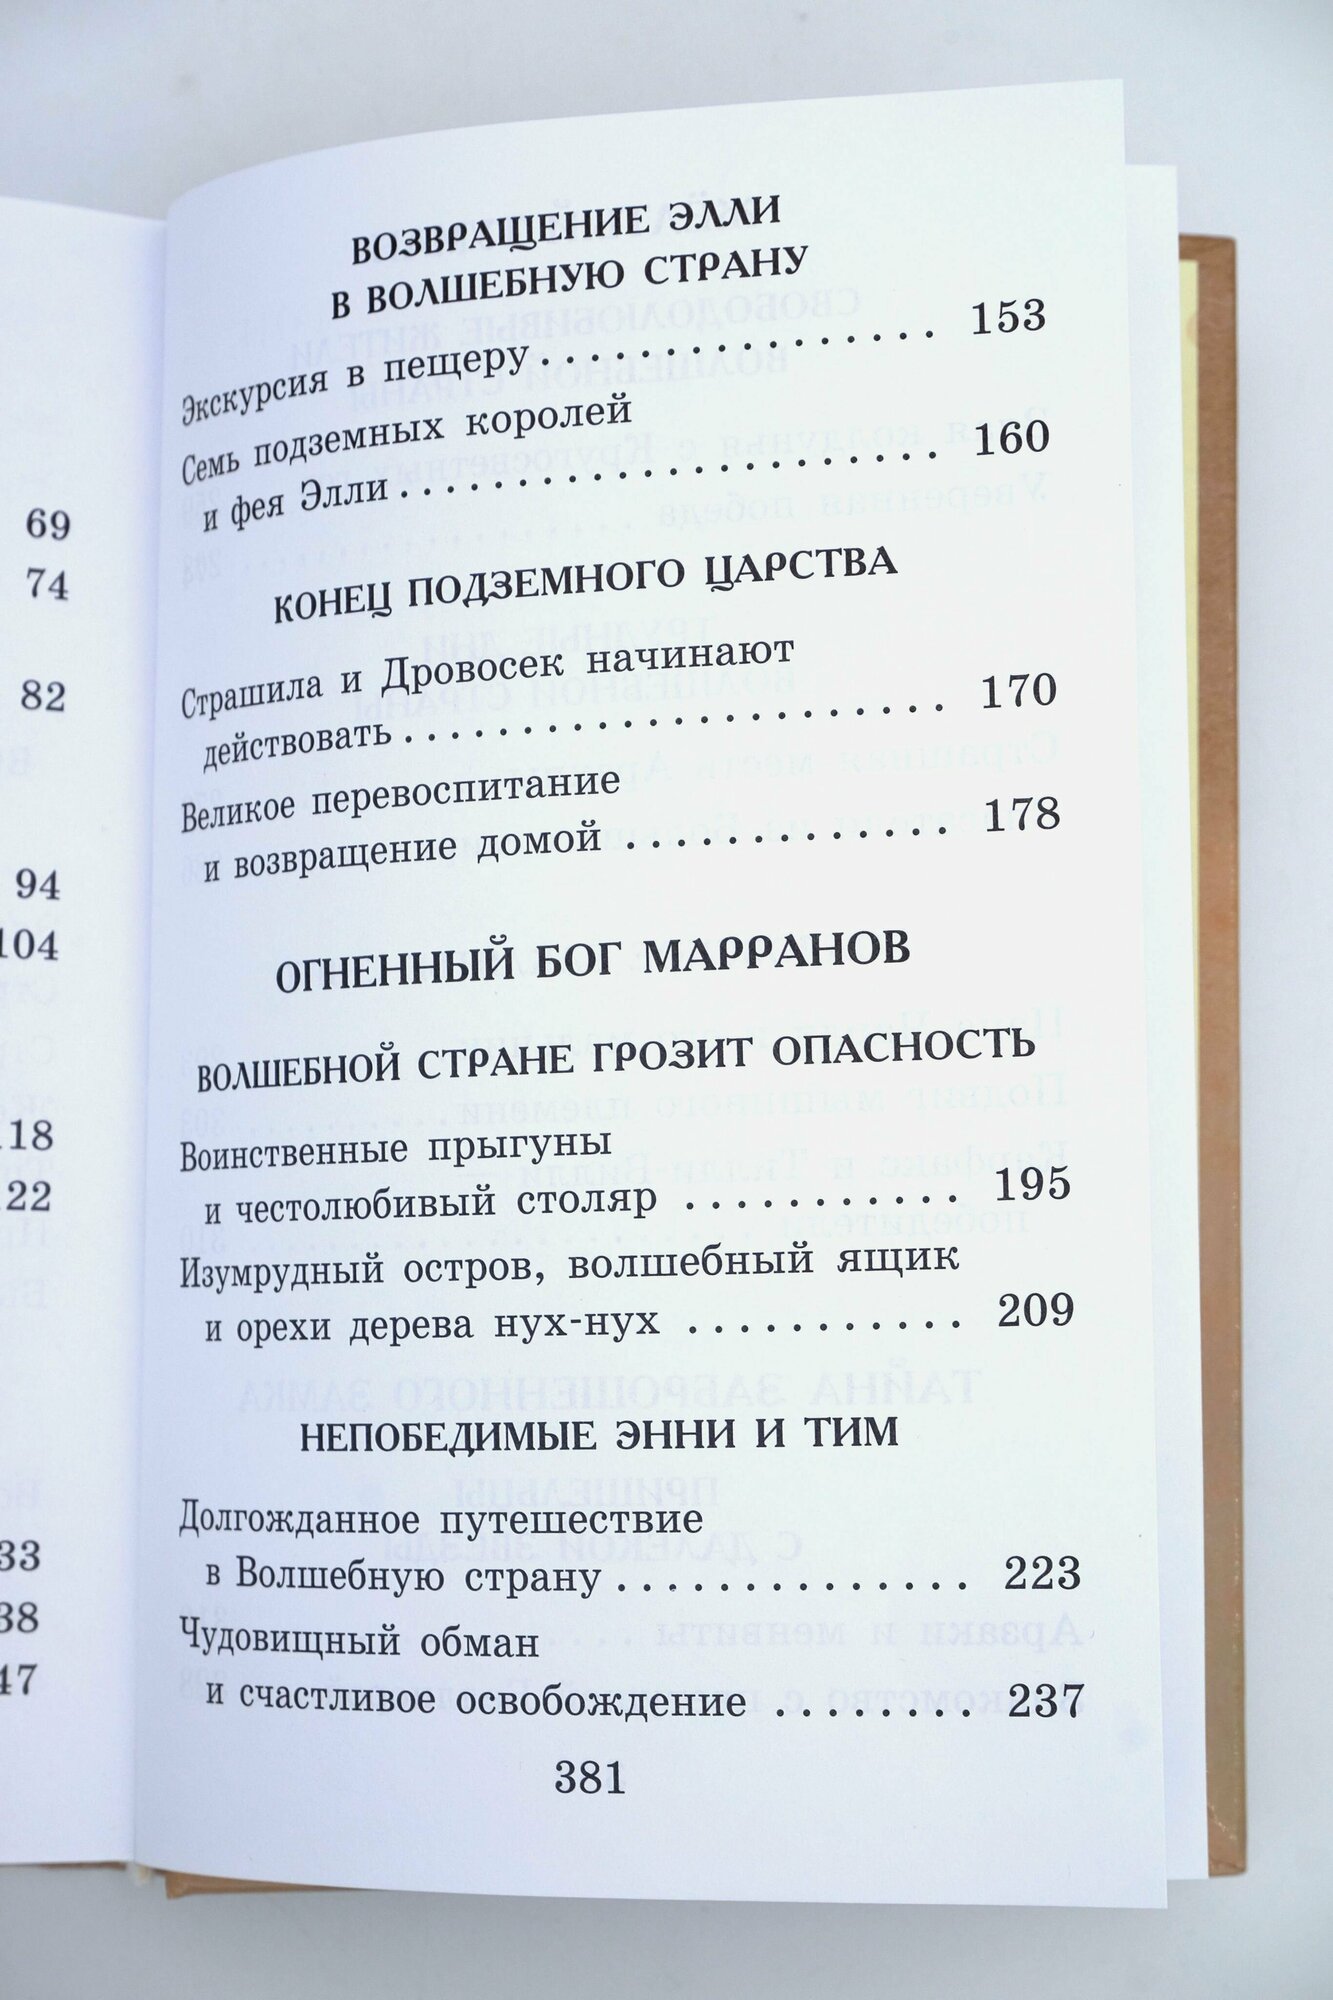 69
74
82
94
104
118
122
33
38
47
ВОЗВРАЩЕНИЕ ЭЛЛИ
В ВОЛШЕБНУЮ СТРАНУ
Экскурсия в пещеру . . . . . . . . . . . . . . . . 153
Семь подземных королей
и фея Элли . . . . . . . . . . . . . . . . . . . . . 160
КОНЕЦ ПОДЗЕМНОГО ЦАРСТВА
Страшила и Дровосек начинают
действовать . . . . . . . . . . . . . . . . . . . . . 170
Великое перевоспитание
и возвращение домой . . . . . . . . . . . . . 178
ОГНЕННЫЙ БОГ МАРРАНОВ
ВОЛШЕБНОЙ СТРАНЕ ГРОЗИТ ОПАСНОСТЬ
Воинственные прыгуны
и честолюбивый столяр . . . . . . . . . . . 195
Изумрудный остров, волшебный ящик
и орехи дерева нух-нух . . . . . . . . . . . 209
НЕПОБЕДИМЫЕ ЭННИ И ТИМ
Долгожданное путешествие
в Волшебную страну . . . . . . . . . . . . . . 223
Чудовищный обман
и счастливое освобождение . . . . . . . . 237
381